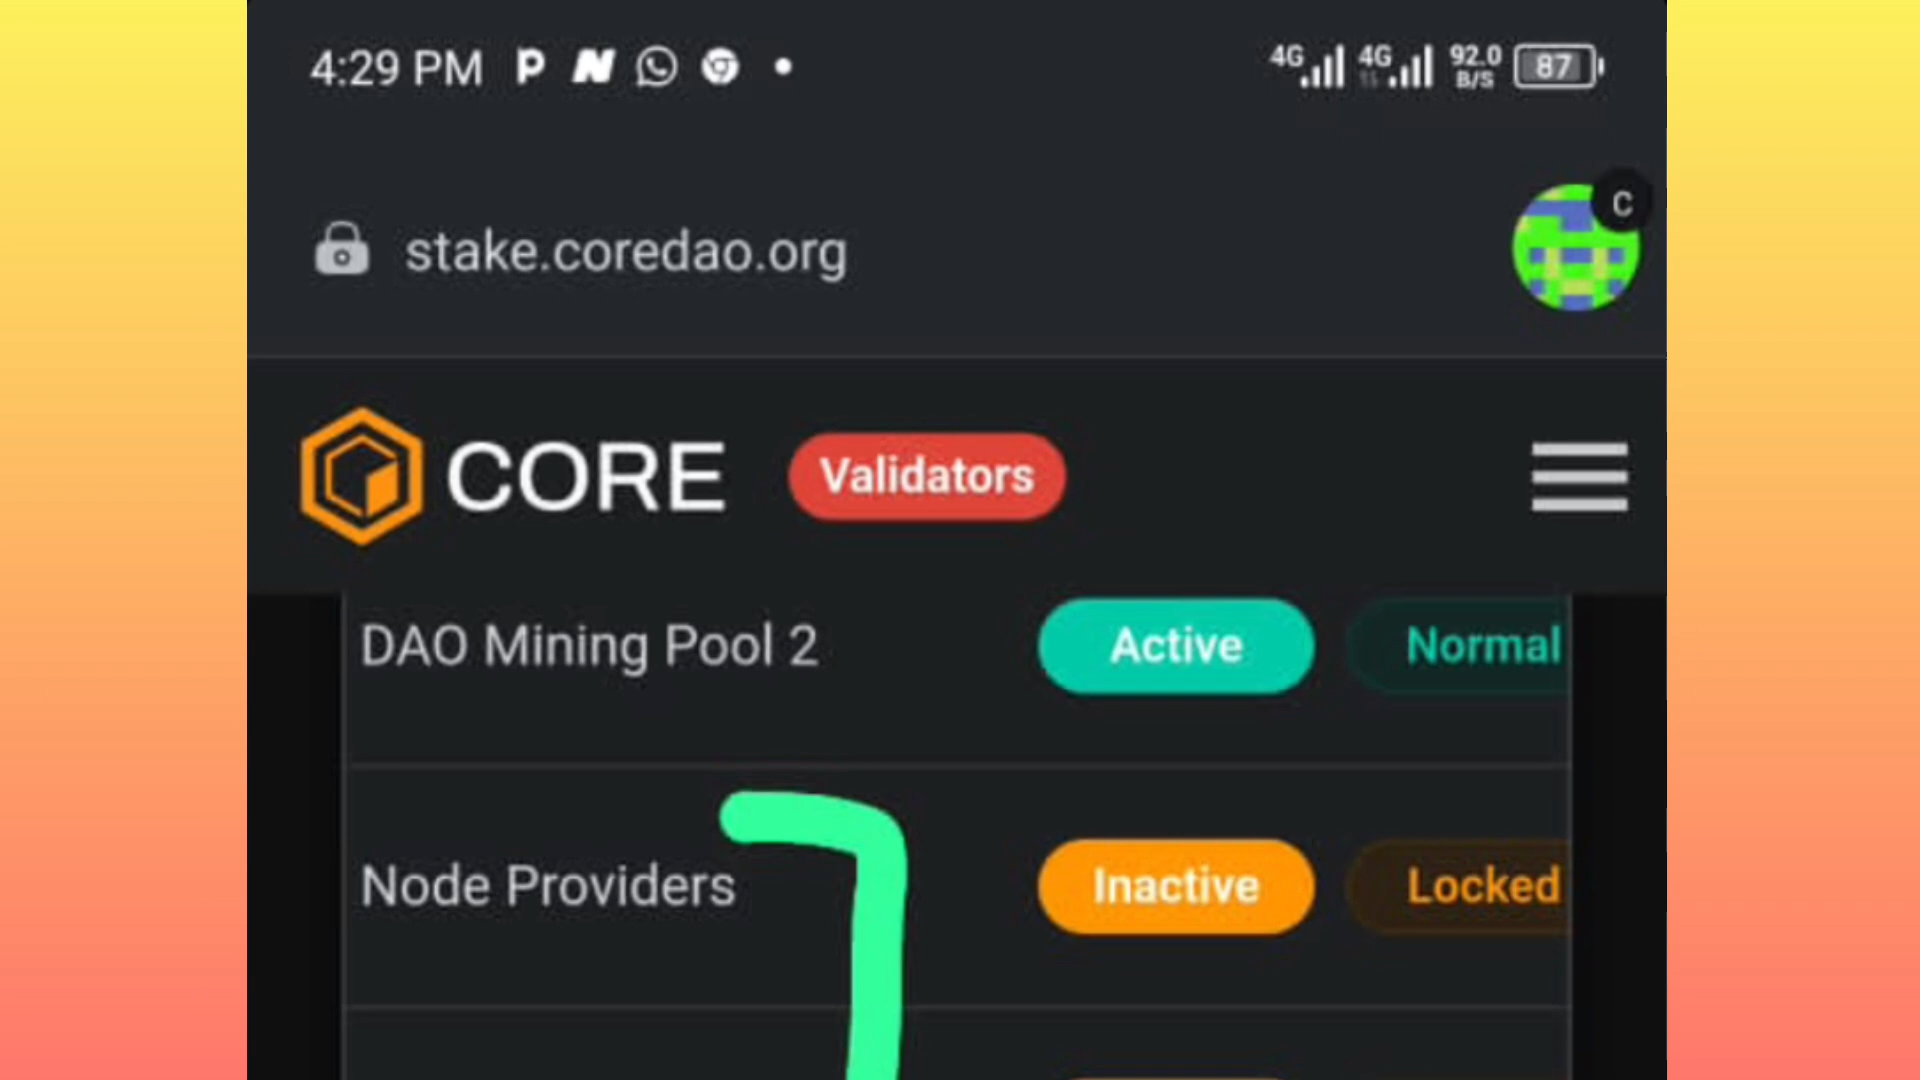 4:29 PM 4G 4G 92.0 B/S 87
stake.coredao.org C
CORE Validators
DAO Mining Pool 2 Active Normal
Node Providers Inactive Locked